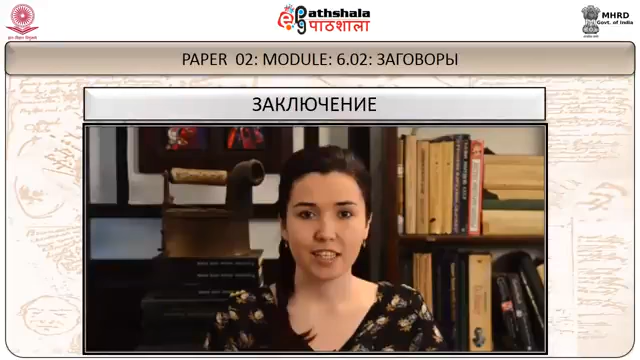 ePathshala
पाठशाला
MHRD
Govt. of India
PAPER 02: MODULE: 6.02: ЗАГОВОРЫ
ЗАКЛЮЧЕНИЕ